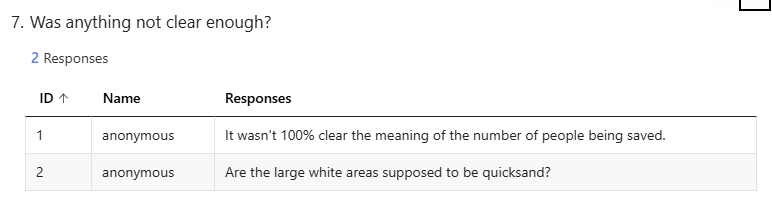 7. Was anything not clear enough?
2 Responses
ID ↑ Name Responses
1 anonymous It wasn't 100% clear the meaning of the number of people being saved.
2 anonymous Are the large white areas supposed to be quicksand?